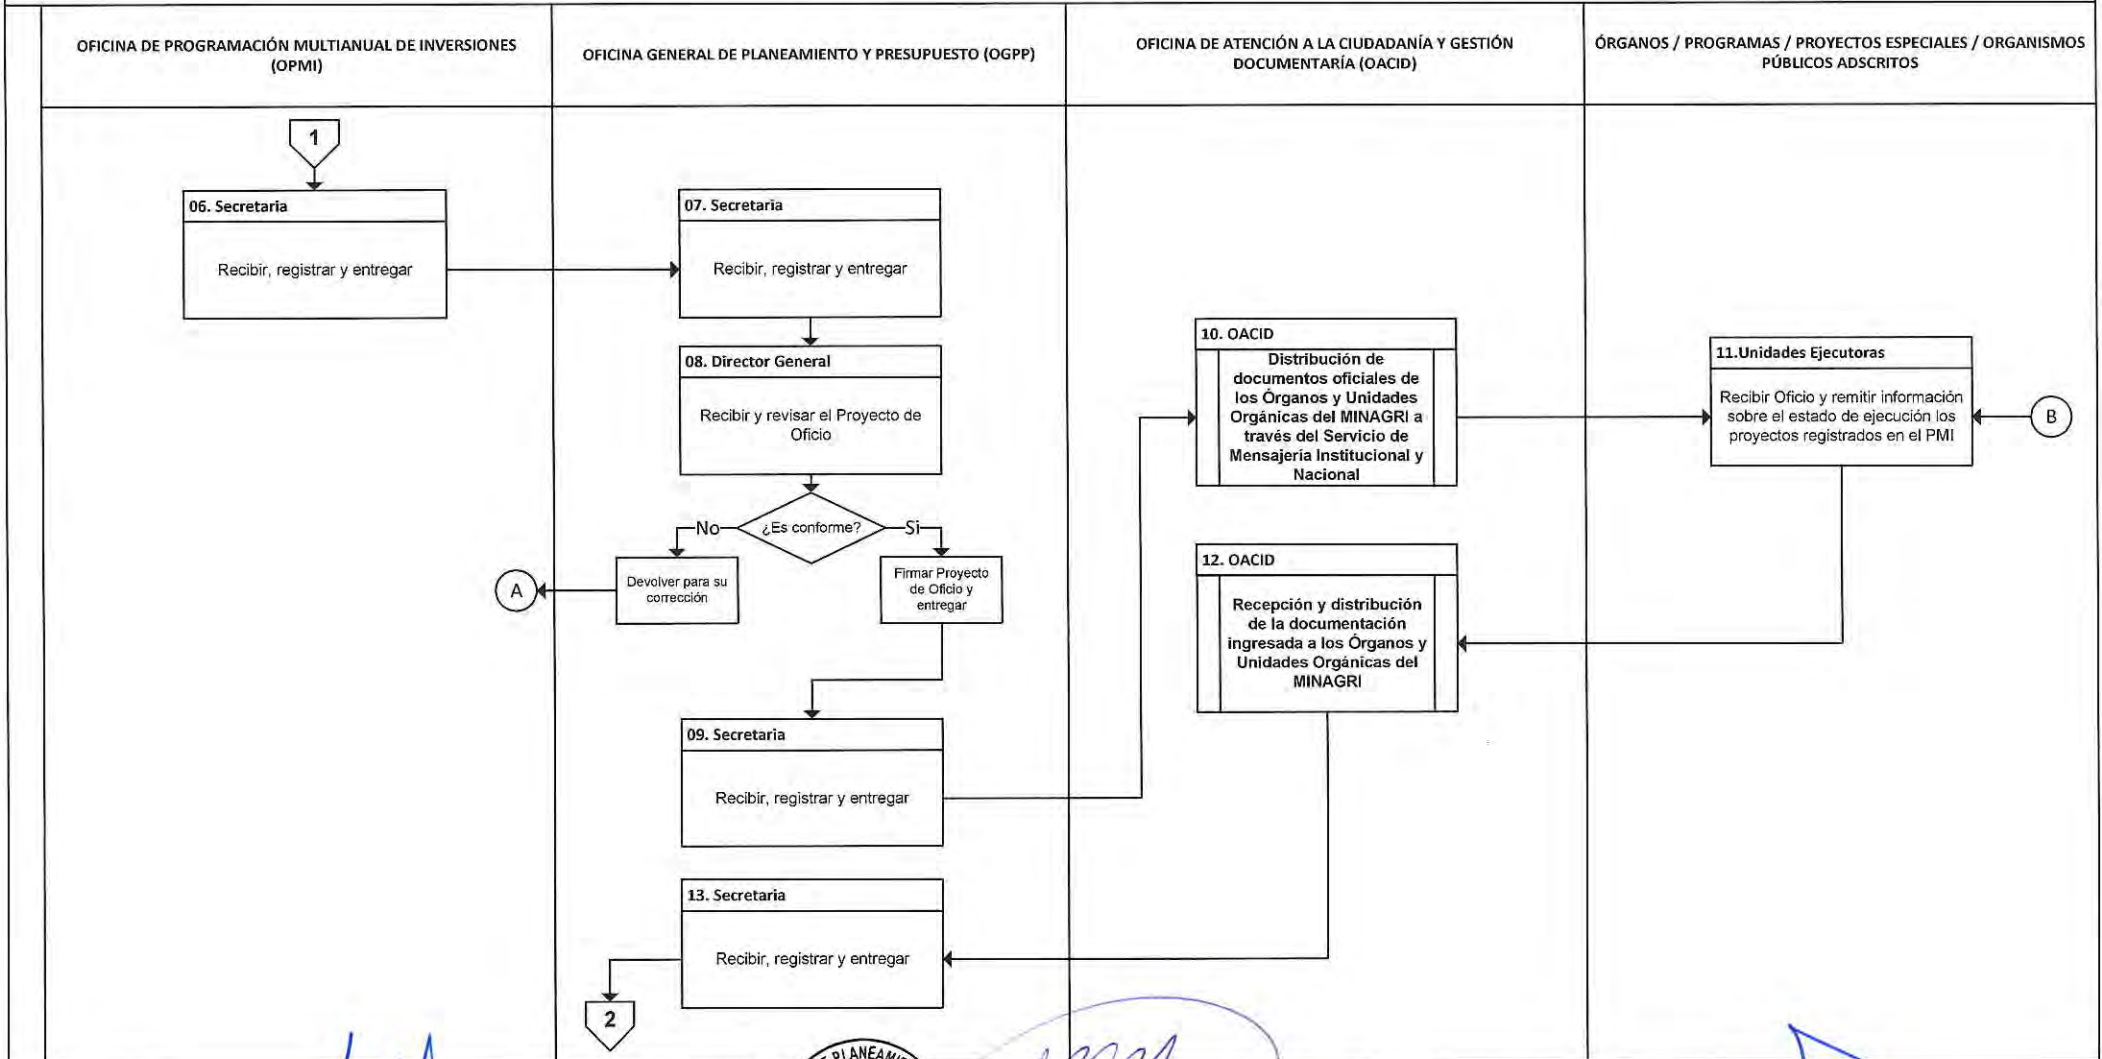 OFICINA DE PROGRAMACIÓN MULTIANUAL DE INVERSIONES
(OPMI)
OFICINA GENERAL DE PLANEAMIENTO Y PRESUPUESTO (OGPP)
OFICINA DE ATENCIÓN A LA CIUDADANÍA Y GESTIÓN
DOCUMENTARÍA (OACID)
ÓRGANOS / PROGRAMAS / PROYECTOS ESPECIALES / ORGANISMOS
PÚBLICOS ADSCRITOS
1
06. Secretaria
Recibir, registrar y entregar
07. Secretaria
Recibir, registrar y entregar
08. Director General
Recibir y revisar el Proyecto de
Oficio
¿Es conforme?
No
Si
Devolver para su
corrección
A
Firmar Proyecto
de Oficio y
entregar
09. Secretaria
Recibir, registrar y entregar
10. OACID
Distribución de
documentos oficiales de
los Órganos y Unidades
Orgánicas del MINAGRI a
través del Servicio de
Mensajería Institucional y
Nacional
11.Unidades Ejecutoras
Recibir Oficio y remitir información
sobre el estado de ejecución los
proyectos registrados en el PMI
B
12. OACID
Recepción y distribución
de la documentación
ingresada a los Órganos y
Unidades Orgánicas del
MINAGRI
13. Secretaria
Recibir, registrar y entregar
2